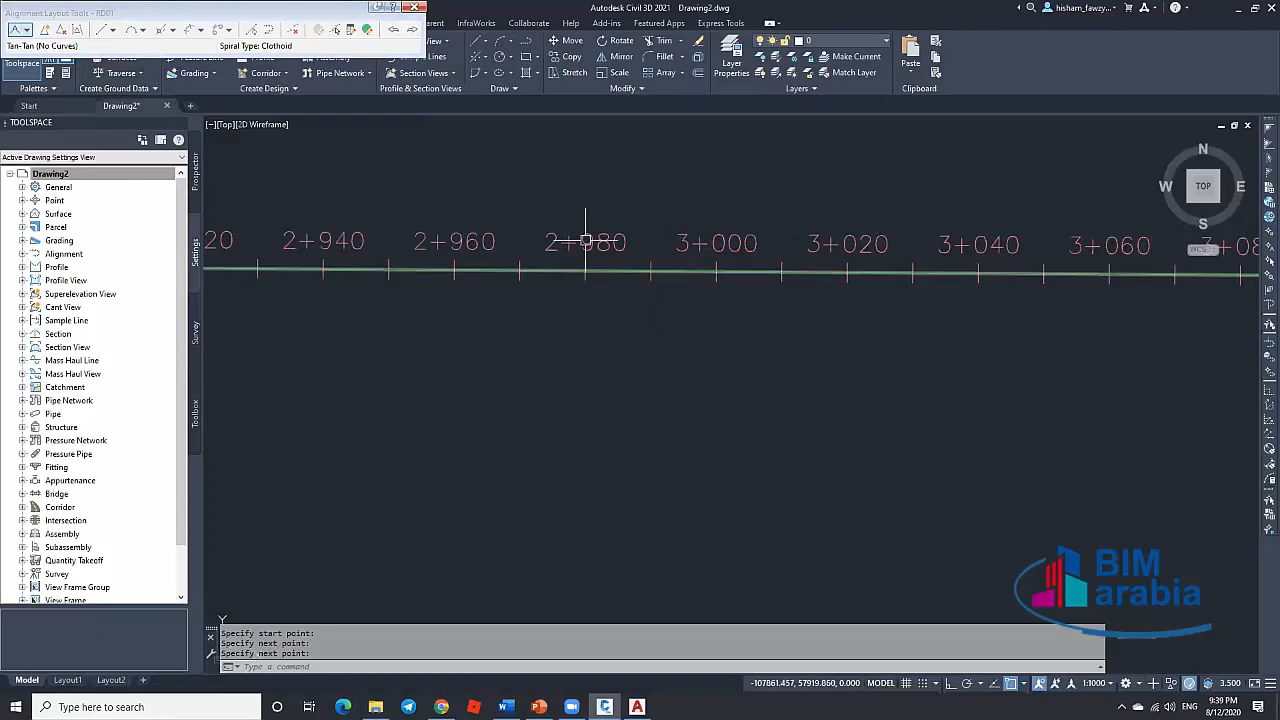 Alignment Layout Tools - RD01
Tan-Tan (No Curves)
Spiral Type: Clothoid
Autodesk Civil 3D 2021
Drawing2.dwg
hisham_fawzy...
InfraWorks
Collaborate
Help
Add-ins
Featured Apps
Express Tools
Toolspace
Traverse
Grading
Corridor
Pipe Network
Section Views
Move
Rotate
Trim
Copy
Mirror
Fillet
Stretch
Scale
Array
Layer
Properties
0
Make Current
Match Layer
Paste
Palettes
Create Ground Data
Create Design
Profile & Section Views
Draw
Modify
Layers
Clipboard
Start
Drawing2*
TOOLSPACE
[−][Top][2D Wireframe]
Active Drawing Settings View
Drawing2
General
Point
Surface
Parcel
Grading
Alignment
Profile
Profile View
Superelevation View
Cant View
Sample Line
Section
Section View
Mass Haul Line
Mass Haul View
Catchment
Pipe Network
Pipe
Structure
Pressure Network
Pressure Pipe
Fitting
Appurtenance
Bridge
Corridor
Intersection
Assembly
Subassembly
Quantity Takeoff
Survey
View Frame Group
View Frame
Prospector
Settings
Survey
Toolbox
20
2+940
2+960
2+980
3+000
3+020
3+040
3+060
N
W
TOP
E
S
WCS
BIM
arabia
Y
Specify start point:
Specify next point:
Specify next point:
Type a command
Model
Layout1
Layout2
-107861.457, 57919.860, 0.000
MODEL
1:1000
3.500
Type here to search
ENG
9:39 PM
8/12/2020